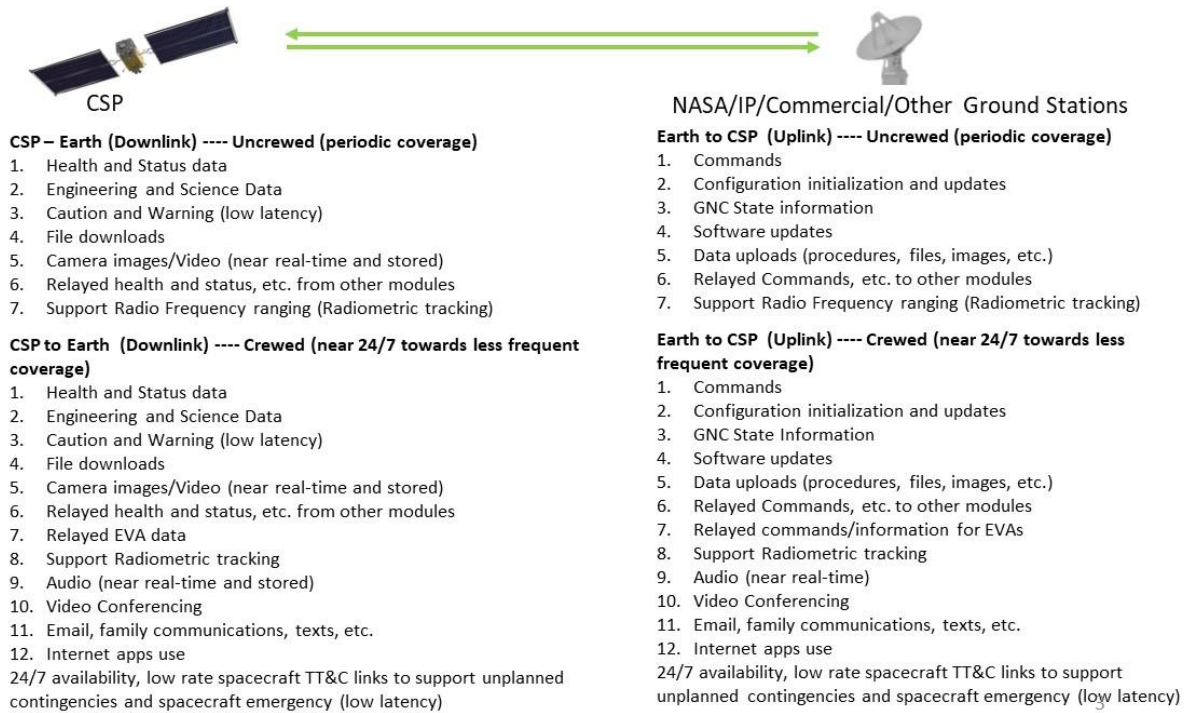 CSP
NASA/IP/Commercial/Other Ground Stations
CSP – Earth (Downlink) ---- Uncrewed (periodic coverage)
1. Health and Status data
2. Engineering and Science Data
3. Caution and Warning (low latency)
4. File downloads
5. Camera images/Video (near real-time and stored)
6. Relayed health and status, etc. from other modules
7. Support Radio Frequency ranging (Radiometric tracking)
CSP to Earth (Downlink) ---- Crewed (near 24/7 towards less frequent
coverage)
1. Health and Status data
2. Engineering and Science Data
3. Caution and Warning (low latency)
4. File downloads
5. Camera images/Video (near real-time and stored)
6. Relayed health and status, etc. from other modules
7. Relayed EVA data
8. Support Radiometric tracking
9. Audio (near real-time and stored)
10. Video Conferencing
11. Email, family communications, texts, etc.
12. Internet apps use
24/7 availability, low rate spacecraft TT&C links to support unplanned
contingencies and spacecraft emergency (low latency)
Earth to CSP (Uplink) ---- Uncrewed (periodic coverage)
1. Commands
2. Configuration initialization and updates
3. GNC State information
4. Software updates
5. Data uploads (procedures, files, images, etc.)
6. Relayed Commands, etc. to other modules
7. Support Radio Frequency ranging (Radiometric tracking)
Earth to CSP (Uplink) ---- Crewed (near 24/7 towards less
frequent coverage)
1. Commands
2. Configuration initialization and updates
3. GNC State Information
4. Software updates
5. Data uploads (procedures, files, images, etc.)
6. Relayed Commands, etc. to other modules
7. Relayed commands/information for EVAs
8. Support Radiometric tracking
9. Audio (near real-time)
10. Video Conferencing
11. Email, family communications, texts, etc.
12. Internet apps use
24/7 availability, low rate spacecraft TT&C links to support
unplanned contingencies and spacecraft emergency (low latency)
3